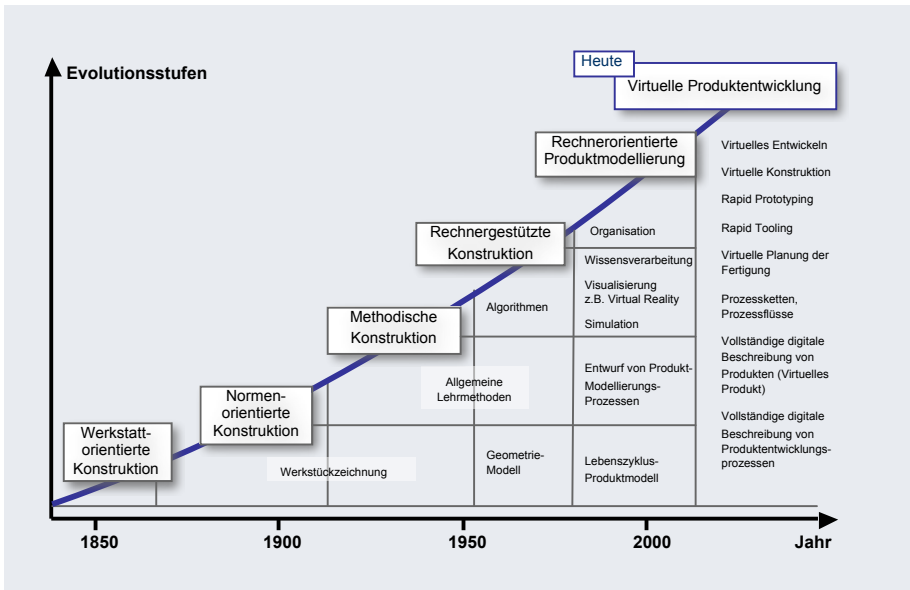 Evolutionsstufen
Heute
Virtuelle Produktentwicklung
Rechnerorientierte
Produktmodellierung
Rechnergestützte
Konstruktion
Methodische
Konstruktion
Normen-
orientierte
Konstruktion
Werkstatt-
orientierte
Konstruktion
Werkstückzeichnung
Allgemeine
Lehrmethoden
Algorithmen
Geometrie-
Modell
Organisation
Wissensverarbeitung
Visualisierung
z.B. Virtual Reality
Simulation
Entwurf von Produkt-
Modellierungs-
Prozessen
Lebenszyklus-
Produktmodell
Virtuelles Entwickeln
Virtuelle Konstruktion
Rapid Prototyping
Rapid Tooling
Virtuelle Planung der
Fertigung
Prozessketten,
Prozessflüsse
Vollständige digitale
Beschreibung von
Produkten (Virtuelles
Produkt)
Vollständige digitale
Beschreibung von
Produktentwicklungs-
prozessen
1850
1900
1950
2000
Jahr